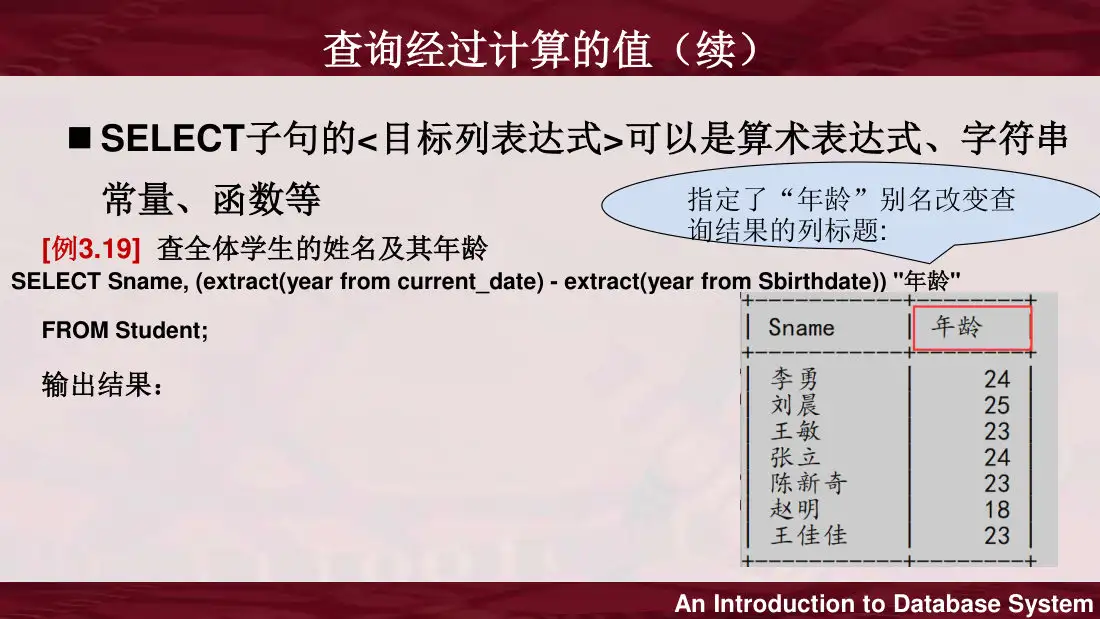 查询经过计算的值（续）
SELECT子句的<目标列表达式>可以是算术表达式、字符串
常量、函数等
指定了“年龄”别名改变查
询结果的列标题:
[例3.19] 查全体学生的姓名及其年龄
SELECT Sname, (extract(year from current_date) - extract(year from Sbirthdate)) "年龄"
FROM Student;
输出结果：
Sname 年龄
李勇 24
刘晨 25
王敏 23
张立 24
陈新奇 23
赵明 18
王佳佳 23
An Introduction to Database System